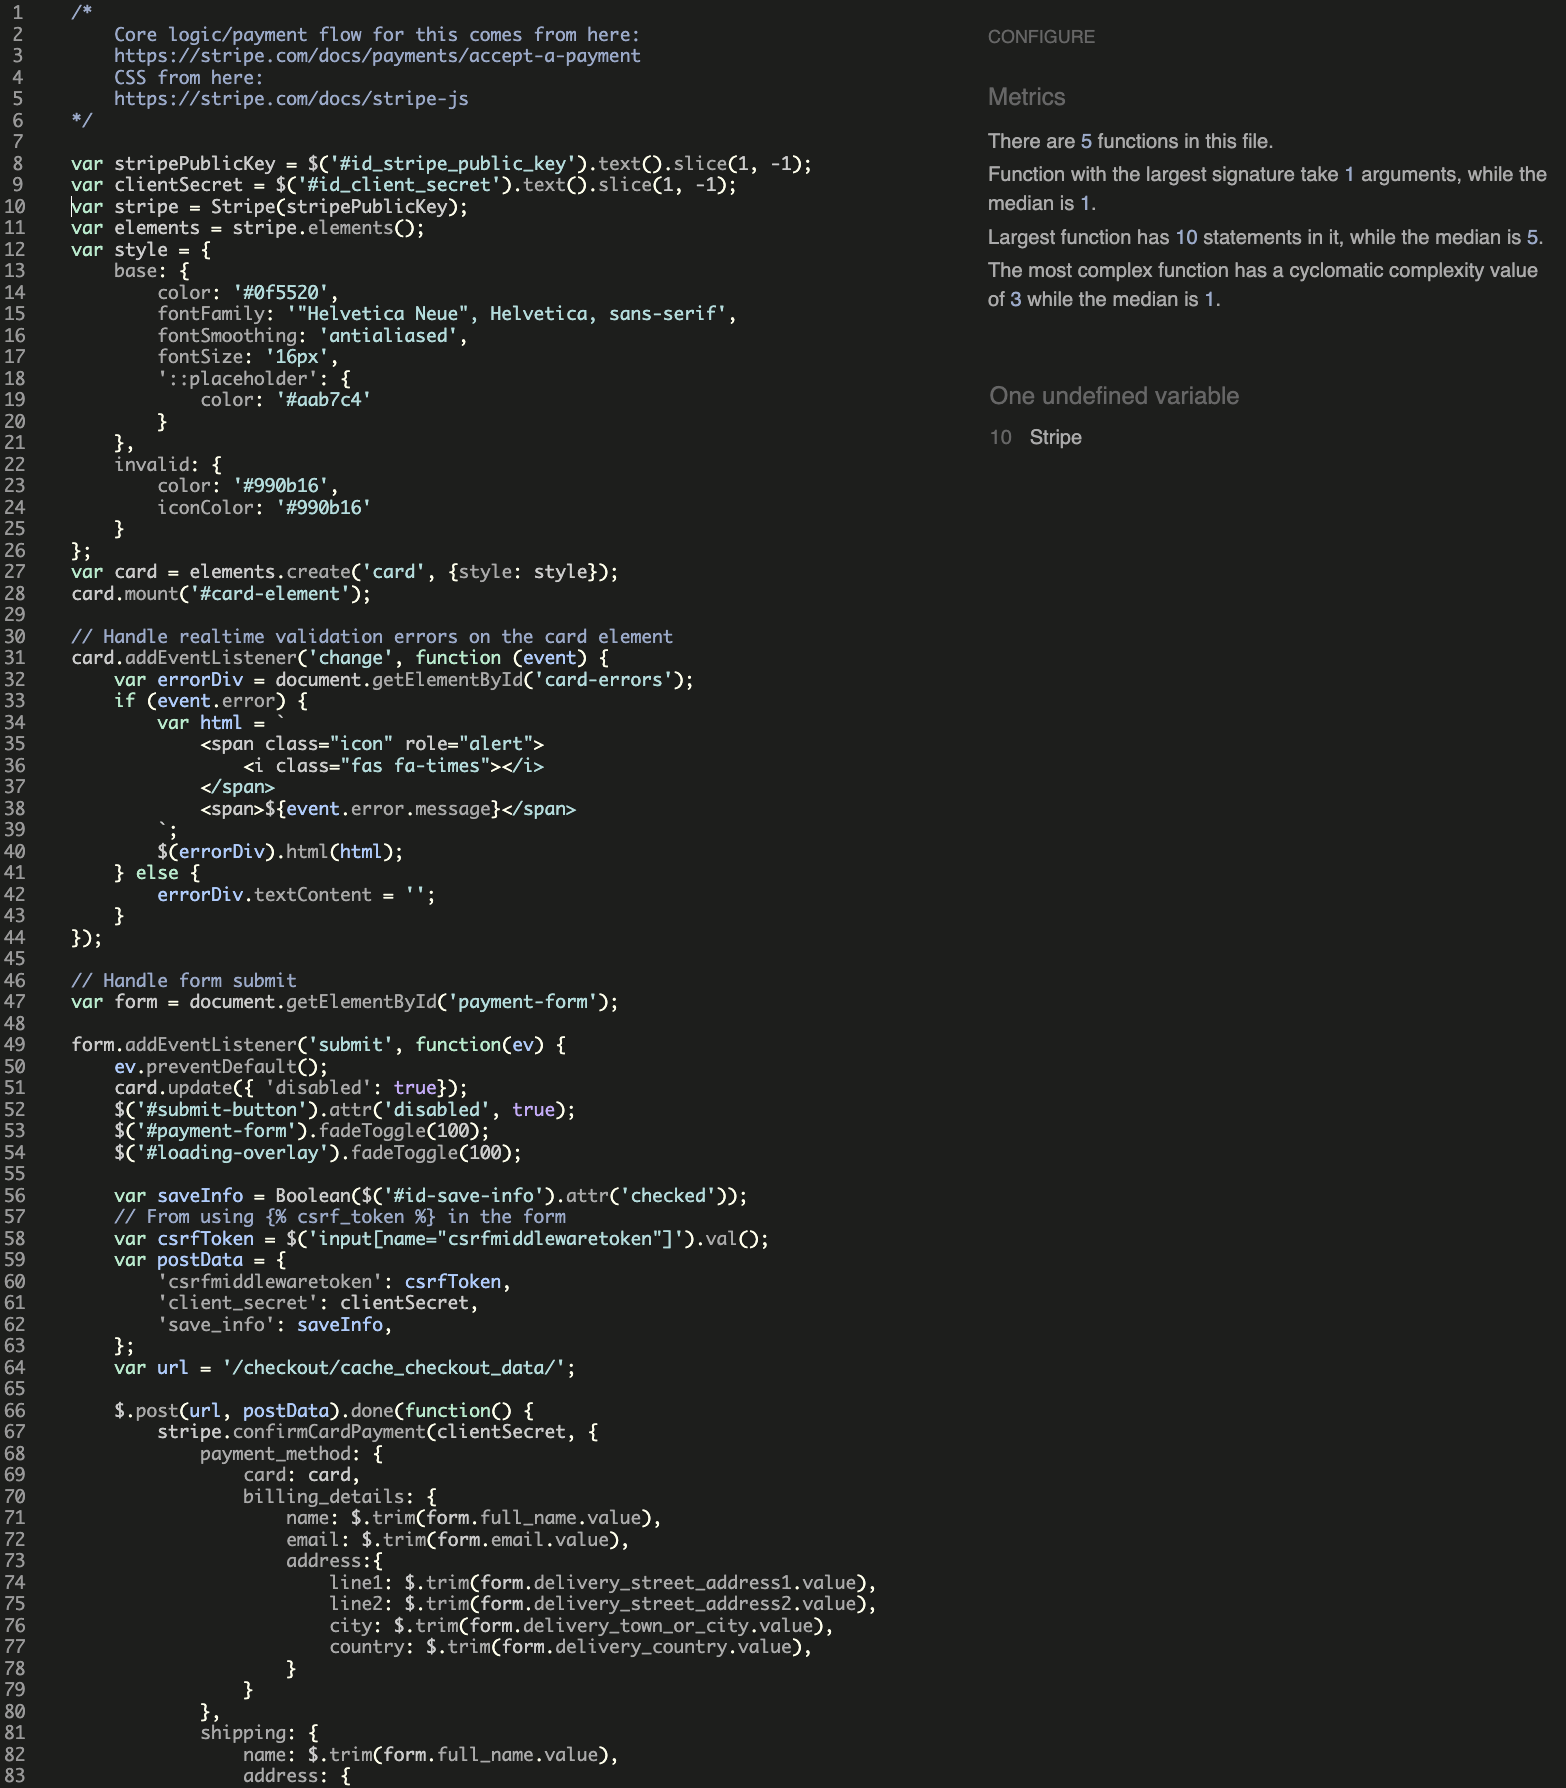 1 /*
2 Core logic/payment flow for this comes from here:
3 https://stripe.com/docs/payments/accept-a-payment
4 CSS from here:
5 https://stripe.com/docs/stripe-js
6 */
7
8 var stripePublicKey = $('#id_stripe_public_key').text().slice(1, -1);
9 var clientSecret = $('#id_client_secret').text().slice(1, -1);
10 var stripe = Stripe(stripePublicKey);
11 var elements = stripe.elements();
12 var style = {
13 base: {
14 color: '#0f5520',
15 fontFamily: '"Helvetica Neue", Helvetica, sans-serif',
16 fontSmoothing: 'antialiased',
17 fontSize: '16px',
18 '::placeholder': {
19 color: '#aab7c4'
20 }
21 },
22 invalid: {
23 color: '#990b16',
24 iconColor: '#990b16'
25 }
26 };
27 var card = elements.create('card', {style: style});
28 card.mount('#card-element');
29
30 // Handle realtime validation errors on the card element
31 card.addEventListener('change', function (event) {
32 var errorDiv = document.getElementById('card-errors');
33 if (event.error) {
34 var html = `
35 <span class="icon" role="alert">
36 <i class="fas fa-times"></i>
37 </span>
38 <span>${event.error.message}</span>
39 `;
40 $(errorDiv).html(html);
41 } else {
42 errorDiv.textContent = '';
43 }
44 });
45
46 // Handle form submit
47 var form = document.getElementById('payment-form');
48
49 form.addEventListener('submit', function(ev) {
50 ev.preventDefault();
51 card.update({ 'disabled': true});
52 $('#submit-button').attr('disabled', true);
53 $('#payment-form').fadeToggle(100);
54 $('#loading-overlay').fadeToggle(100);
55
56 var saveInfo = Boolean($('#id-save-info').attr('checked'));
57 // From using {% csrf_token %} in the form
58 var csrfToken = $('input[name="csrfmiddlewaretoken"]').val();
59 var postData = {
60 'csrfmiddlewaretoken': csrfToken,
61 'client_secret': clientSecret,
62 'save_info': saveInfo,
63 };
64 var url = '/checkout/cache_checkout_data/';
65
66 $.post(url, postData).done(function() {
67 stripe.confirmCardPayment(clientSecret, {
68 payment_method: {
69 card: card,
70 billing_details: {
71 name: $.trim(form.full_name.value),
72 email: $.trim(form.email.value),
73 address:{
74 line1: $.trim(form.delivery_street_address1.value),
75 line2: $.trim(form.delivery_street_address2.value),
76 city: $.trim(form.delivery_town_or_city.value),
77 country: $.trim(form.delivery_country.value),
78 }
79 }
80 },
81 shipping: {
82 name: $.trim(form.full_name.value),
83 address: {
CONFIGURE
Metrics
There are 5 functions in this file.
Function with the largest signature take 1 arguments, while the
median is 1.
Largest function has 10 statements in it, while the median is 5.
The most complex function has a cyclomatic complexity value
of 3 while the median is 1.
One undefined variable
10 Stripe